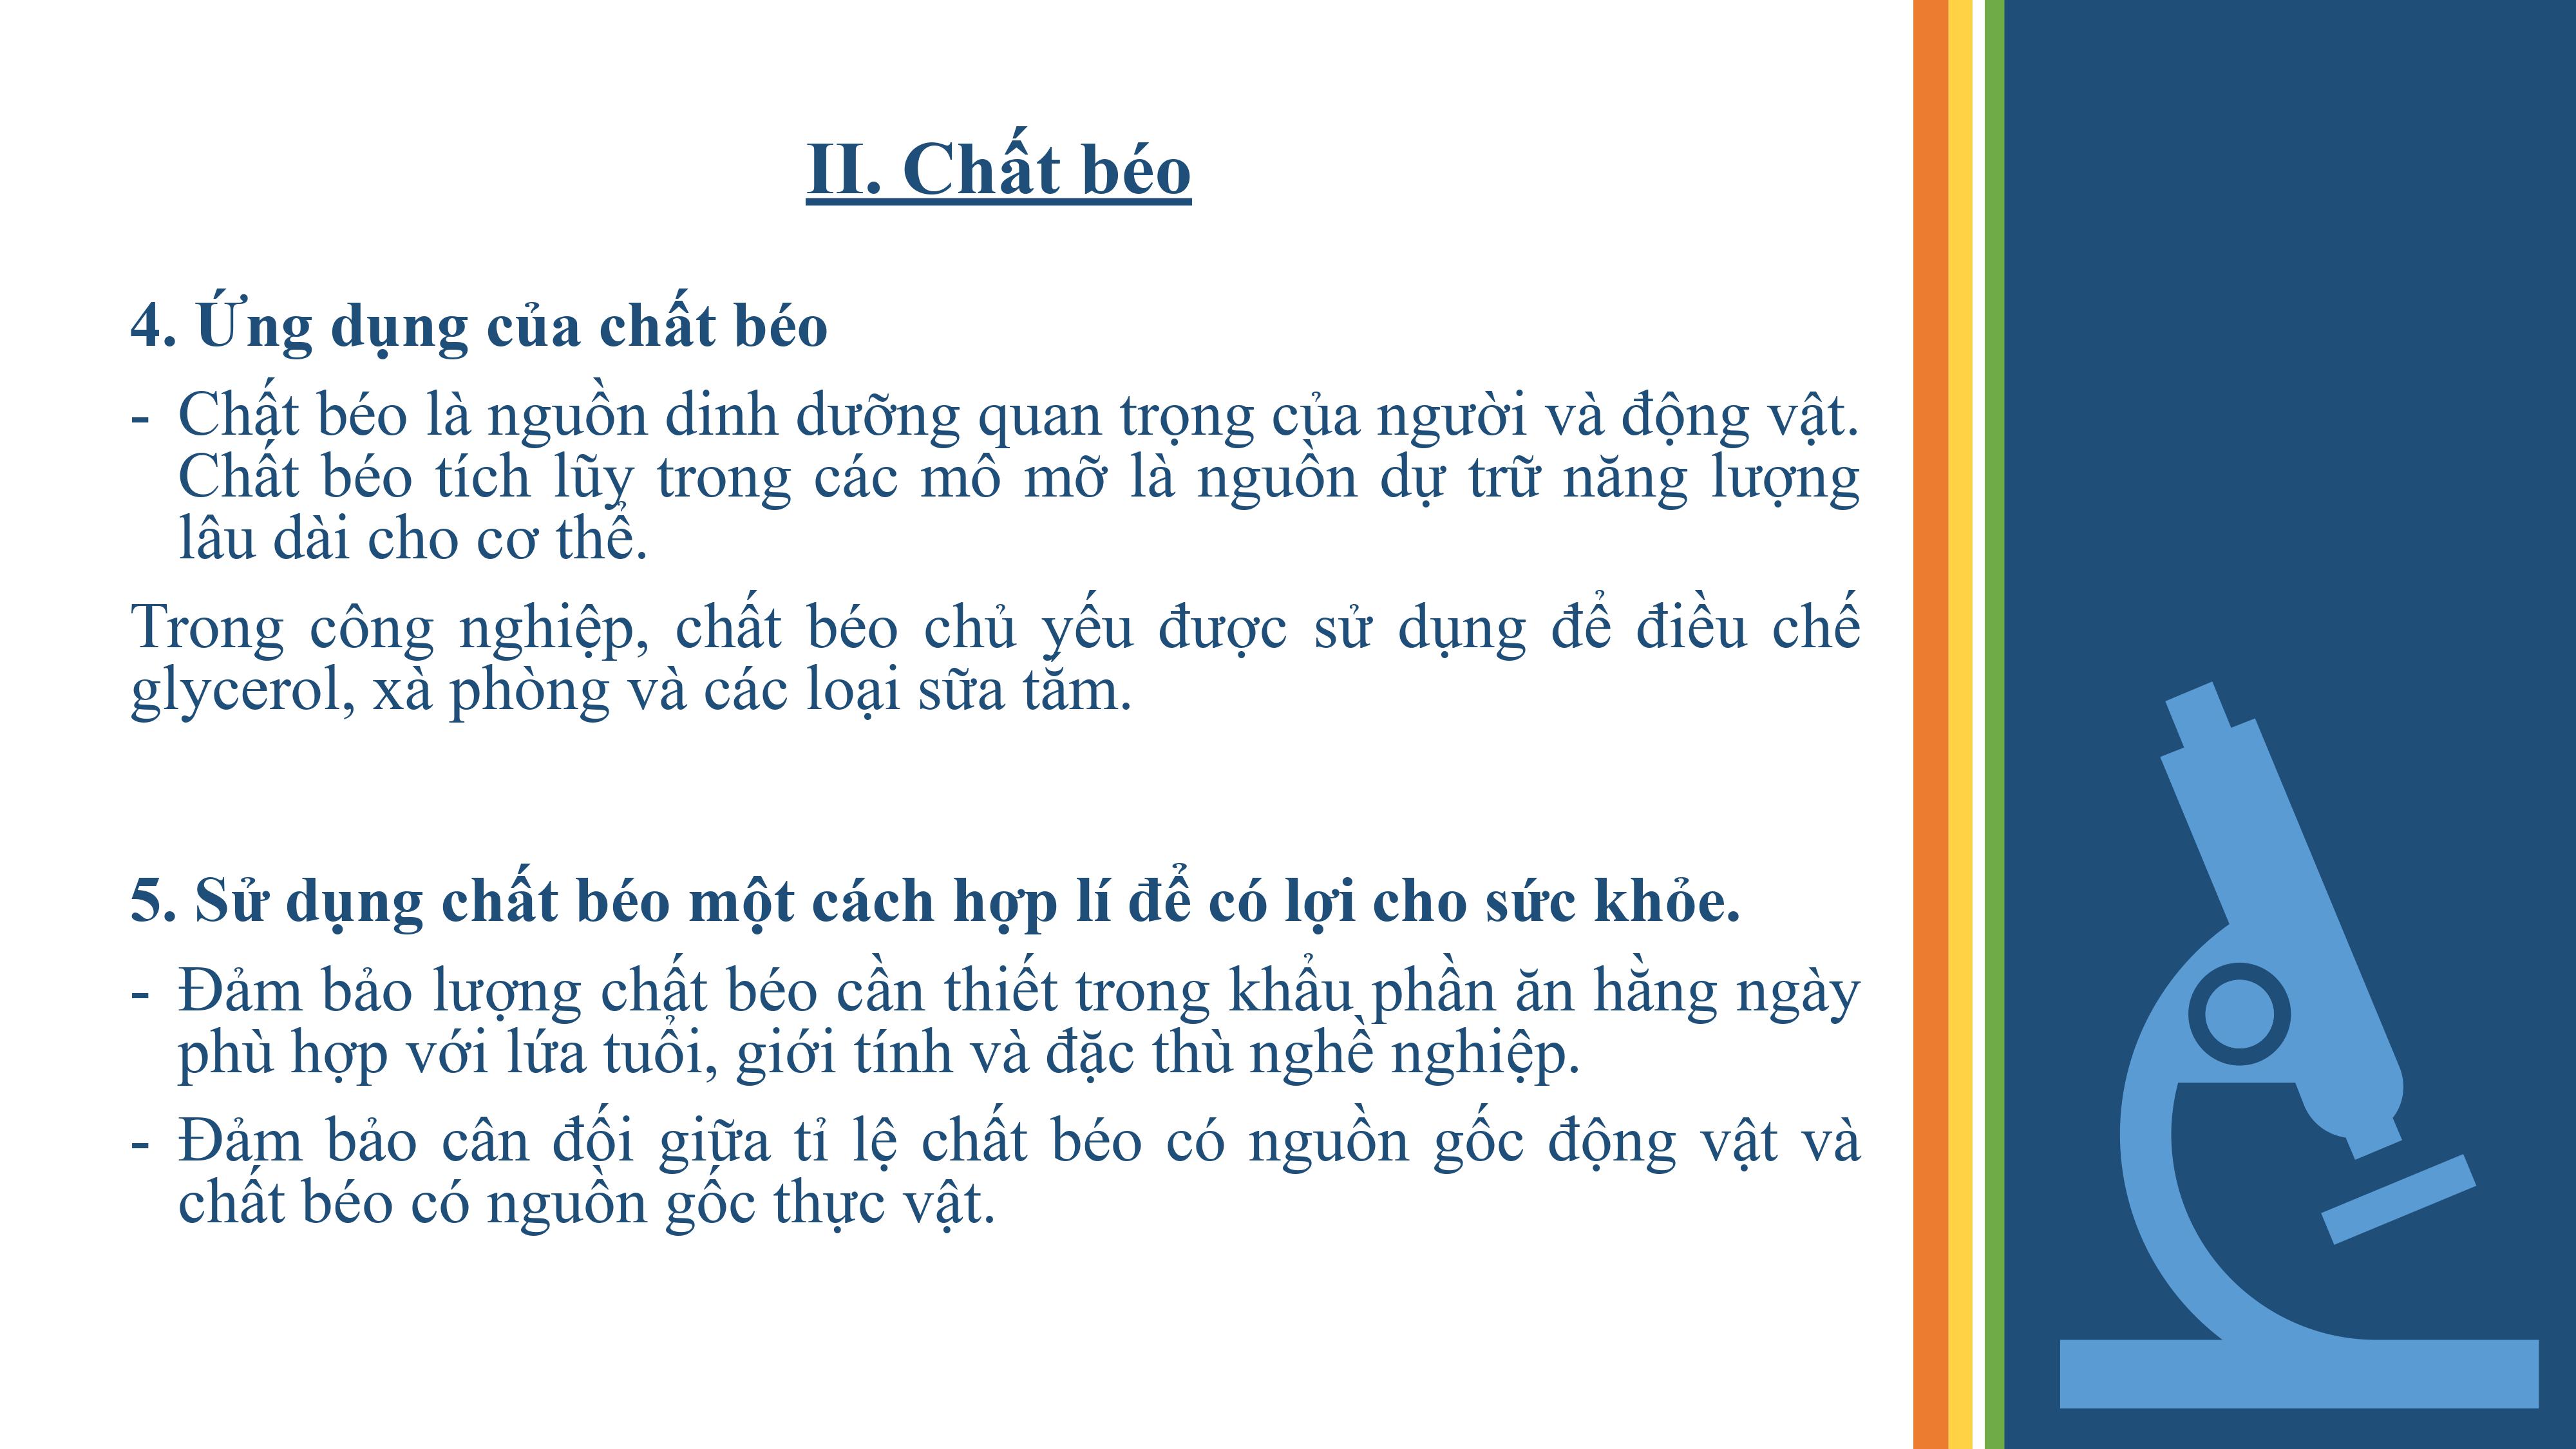 II. Chất béo
4. Ứng dụng của chất béo
- Chất béo là nguồn dinh dưỡng quan trọng của người và động vật.
Chất béo tích lũy trong các mô mỡ là nguồn dự trữ năng lượng
lâu dài cho cơ thể.
Trong công nghiệp, chất béo chủ yếu được sử dụng để điều chế
glycerol, xà phòng và các loại sữa tắm.
5. Sử dụng chất béo một cách hợp lí để có lợi cho sức khỏe.
- Đảm bảo lượng chất béo cần thiết trong khẩu phần ăn hằng ngày
phù hợp với lứa tuổi, giới tính và đặc thù nghề nghiệp.
- Đảm bảo cân đối giữa tỉ lệ chất béo có nguồn gốc động vật và
chất béo có nguồn gốc thực vật.